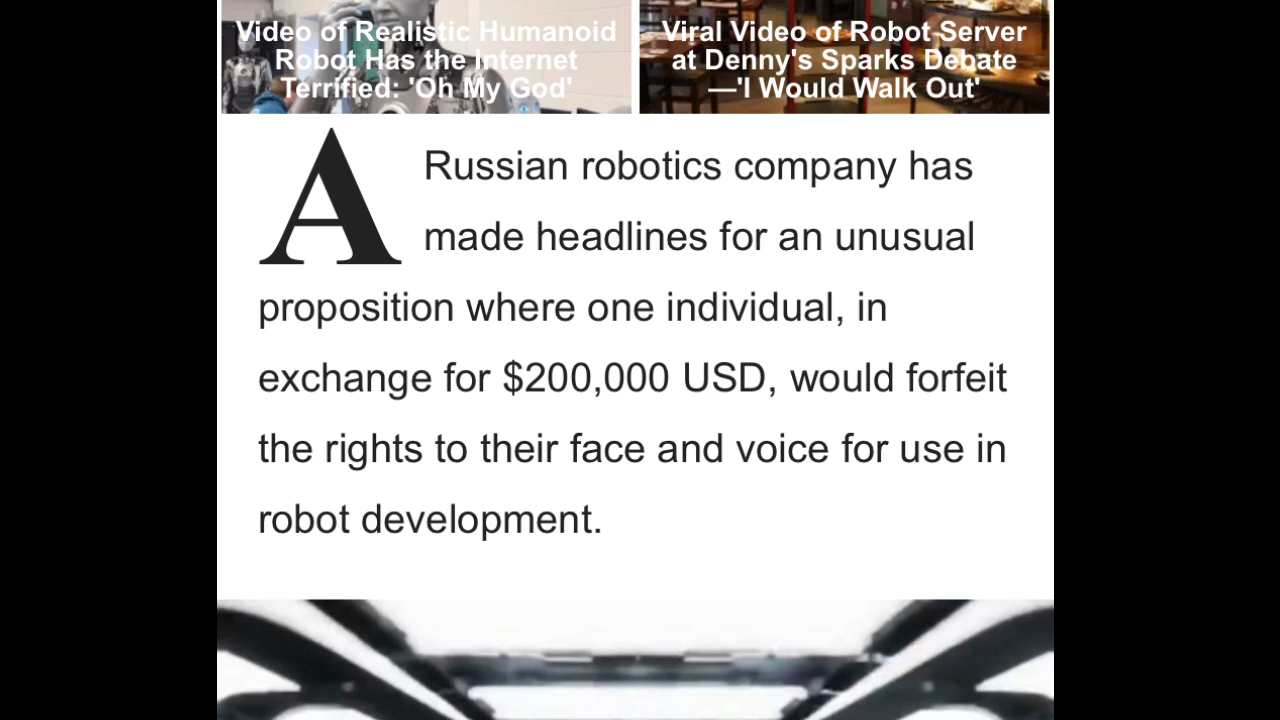 Video of Realistic Humanoid
Robot Has the Internet
Terrified: 'Oh My God'
Viral Video of Robot Server
at Denny's Sparks Debate
—'I Would Walk Out'
A Russian robotics company has
made headlines for an unusual
proposition where one individual, in
exchange for $200,000 USD, would forfeit
the rights to their face and voice for use in
robot development.